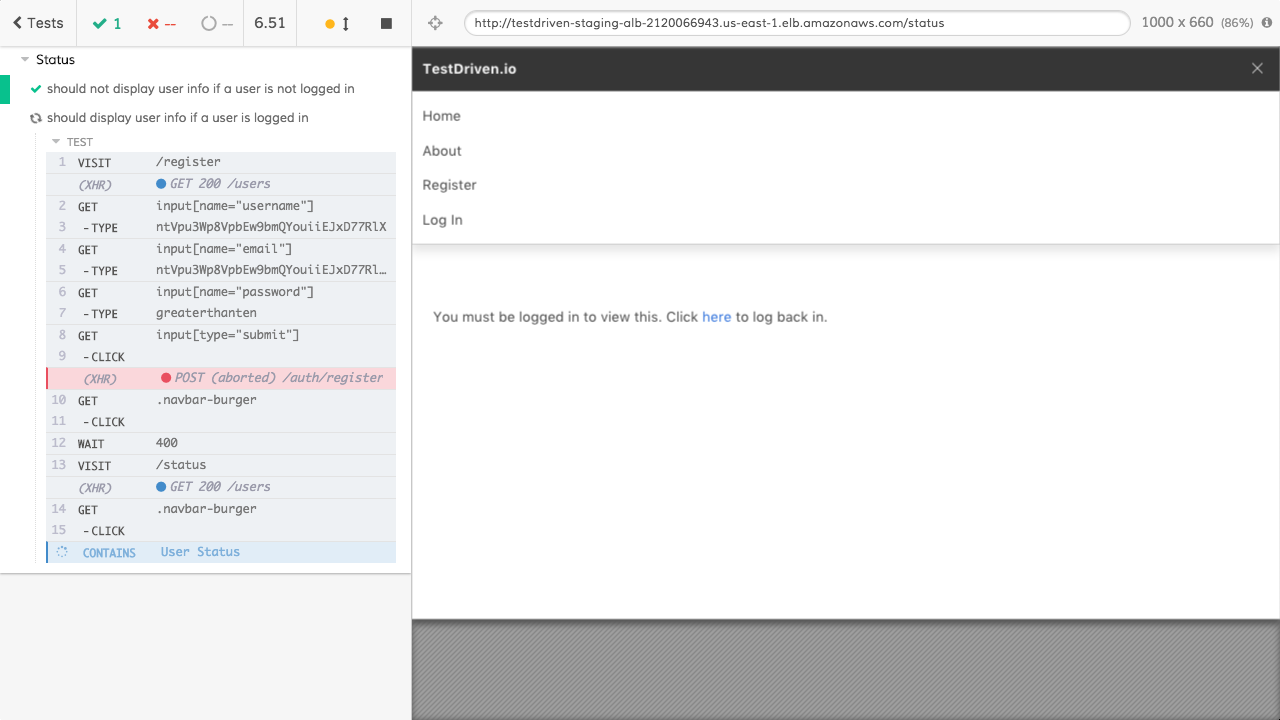 Tests 1 -- -- 6.51
http://testdriven-staging-alb-2120066943.us-east-1.elb.amazonaws.com/status 1000 x 660 (86%)
Status
should not display user info if a user is not logged in
should display user info if a user is logged in
TEST
1 VISIT /register
(XHR) GET 200 /users
2 GET input[name="username"]
3 -TYPE ntVpu3Wp8VpbEw9bmQYouiiEJxD77RlX
4 GET input[name="email"]
5 -TYPE ntVpu3Wp8VpbEw9bmQYouiiEJxD77Rl…
6 GET input[name="password"]
7 -TYPE greaterthanten
8 GET input[type="submit"]
9 -CLICK
(XHR) POST (aborted) /auth/register
10 GET .navbar-burger
11 -CLICK
12 WAIT 400
13 VISIT /status
(XHR) GET 200 /users
14 GET .navbar-burger
15 -CLICK
CONTAINS User Status
TestDriven.io
Home
About
Register
Log In
You must be logged in to view this. Click here to log back in.